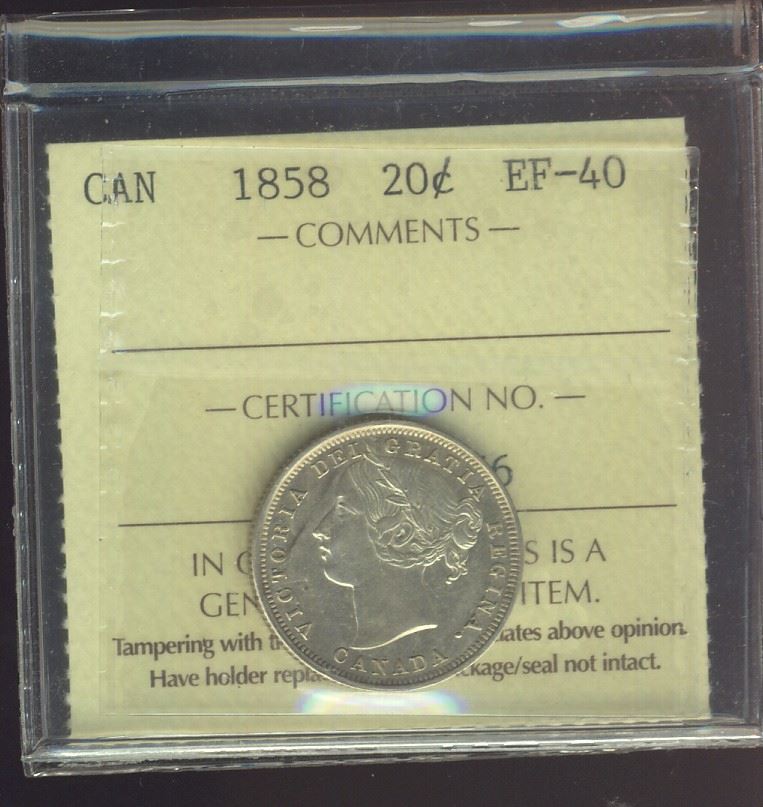 CAN 1858 20¢ EF-40
— COMMENTS —
— CERTIFICATION NO. —
6
VICTORIA DEI GRATIA REGINA.
CANADA
IN S IS A
GEN ITEM.
Tampering with ates above opinion.
Have holder ckage/seal not intact.